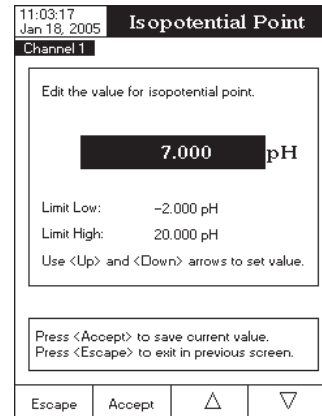 11:03:17
Jan 18, 2005
Isopotential Point
Channel 1
Edit the value for isopotential point.
7.000 pH
Limit Low: -2.000 pH
Limit High: 20.000 pH
Use <Up> and <Down> arrows to set value.
Press <Accept> to save current value.
Press <Escape> to exit in previous screen.
Escape Accept △ ▽